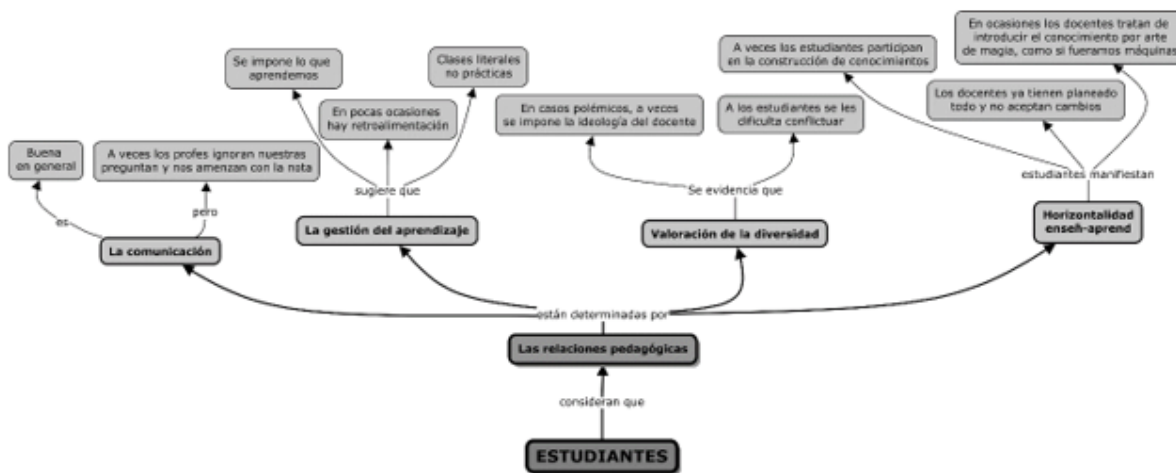 En ocasiones los docentes tratan de
introducir el conocimiento por arte
de magia, como si fueramos máquinas
A veces los estudiantes participan
en la construcción de conocimientos
Se impone lo que
aprendemos
Clases literales
no prácticas
Los docentes ya tienen planeado
todo y no aceptan cambios
En pocas ocasiones
hay retroalimentación
En casos polémicos, a veces
se impone la ideología del docente
A los estudiantes se les
dificulta conflictuar
Buena
en general
A veces los profes ignoran nuestras
preguntan y nos amenzan con la nota
sugiere que
Se evidencia que
estudiantes manifiestan
es
pero
La comunicación
La gestión del aprendizaje
Valoración de la diversidad
Horizontalidad
enseñ-aprend
están determinadas por
Las relaciones pedagógicas
consideran que
ESTUDIANTES